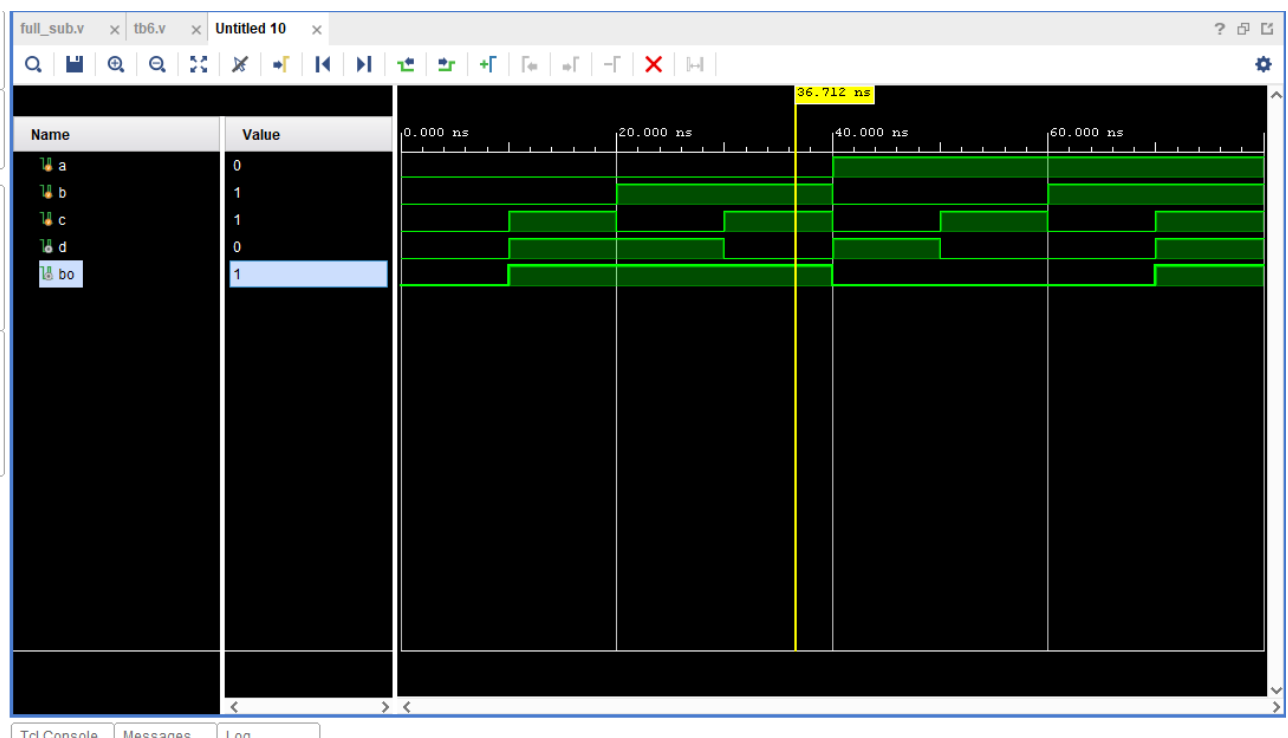 full_sub.v × tb6.v × Untitled 10 × ?
36.712 ns
Name Value 0.000 ns 20.000 ns 40.000 ns 60.000 ns
a 0
b 1
c 1
d 0
bo 1
Tcl Console Messages Log